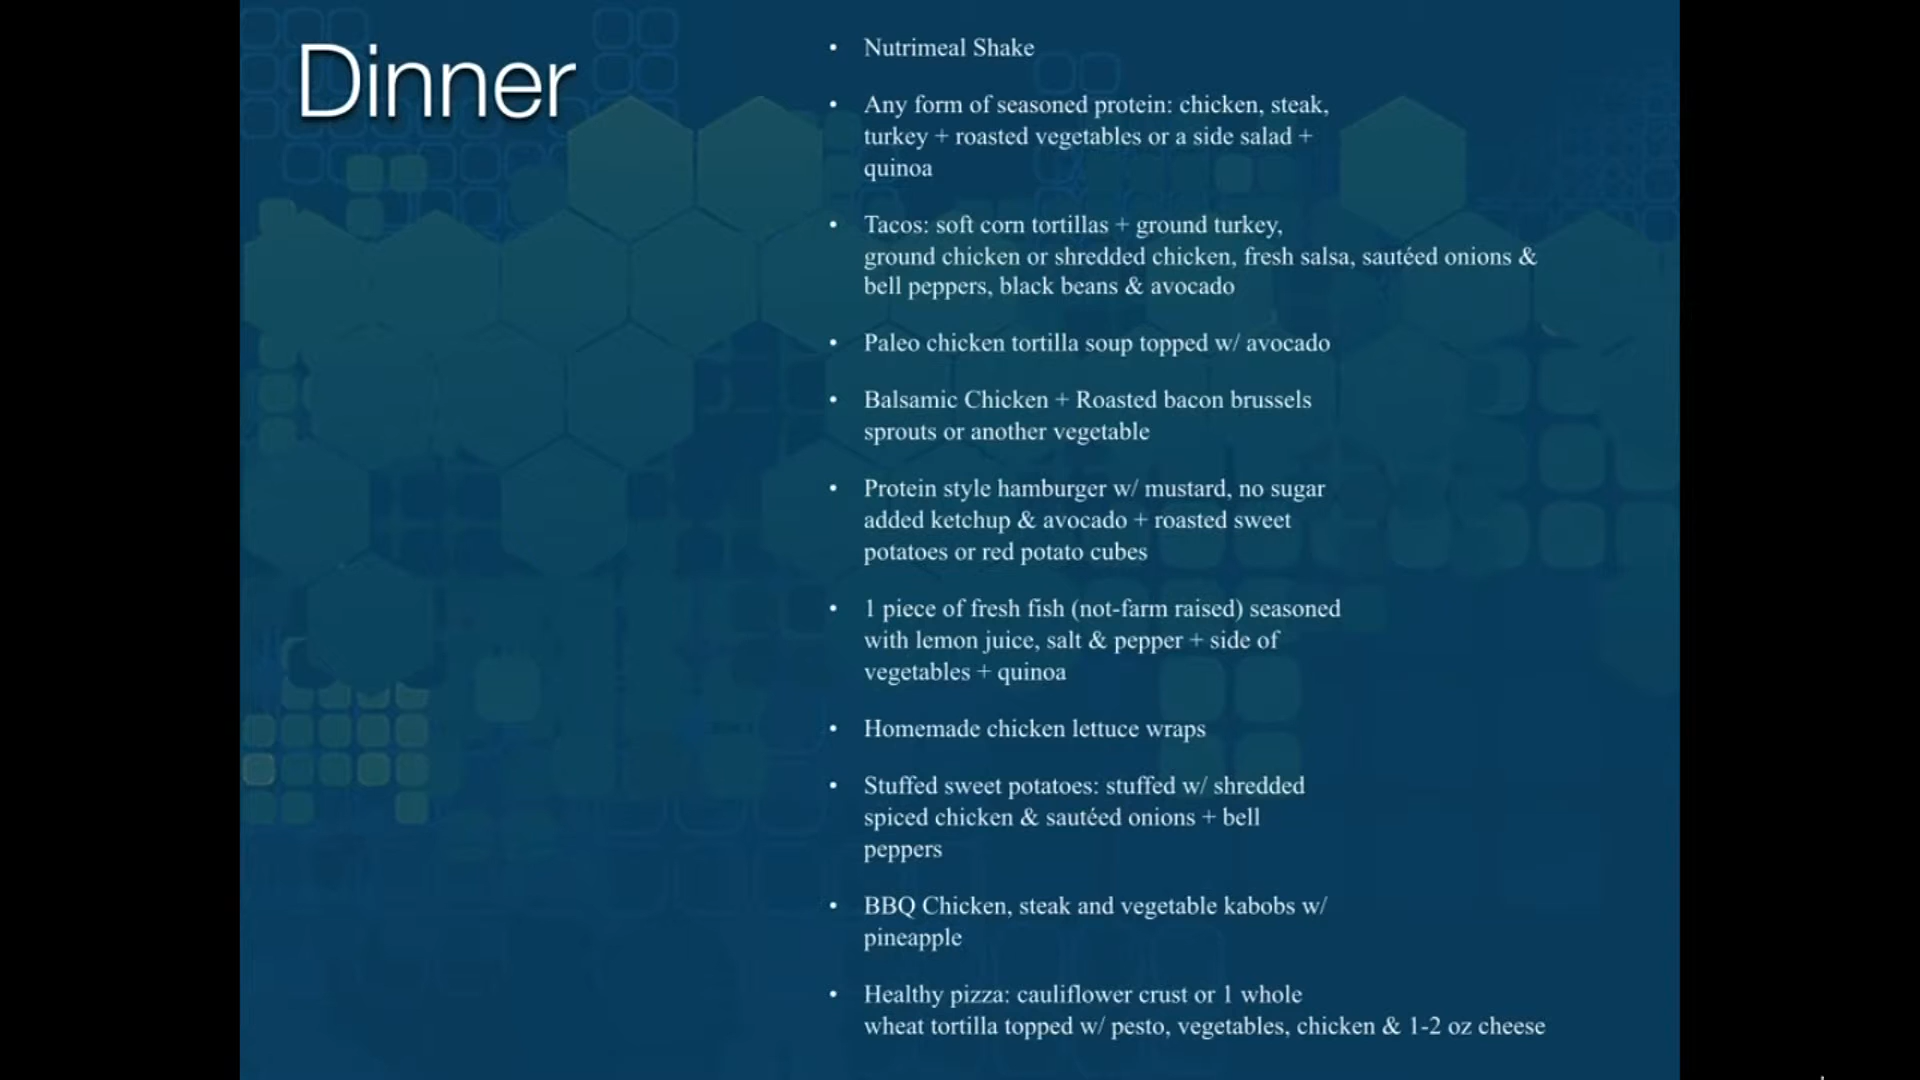 Dinner
• Nutrimeal Shake
• Any form of seasoned protein: chicken, steak,
turkey + roasted vegetables or a side salad +
quinoa
• Tacos: soft corn tortillas + ground turkey,
ground chicken or shredded chicken, fresh salsa, sautéed onions &
bell peppers, black beans & avocado
• Paleo chicken tortilla soup topped w/ avocado
• Balsamic Chicken + Roasted bacon brussels
sprouts or another vegetable
• Protein style hamburger w/ mustard, no sugar
added ketchup & avocado + roasted sweet
potatoes or red potato cubes
• 1 piece of fresh fish (not-farm raised) seasoned
with lemon juice, salt & pepper + side of
vegetables + quinoa
• Homemade chicken lettuce wraps
• Stuffed sweet potatoes: stuffed w/ shredded
spiced chicken & sautéed onions + bell
peppers
• BBQ Chicken, steak and vegetable kabobs w/
pineapple
• Healthy pizza: cauliflower crust or 1 whole
wheat tortilla topped w/ pesto, vegetables, chicken & 1-2 oz cheese